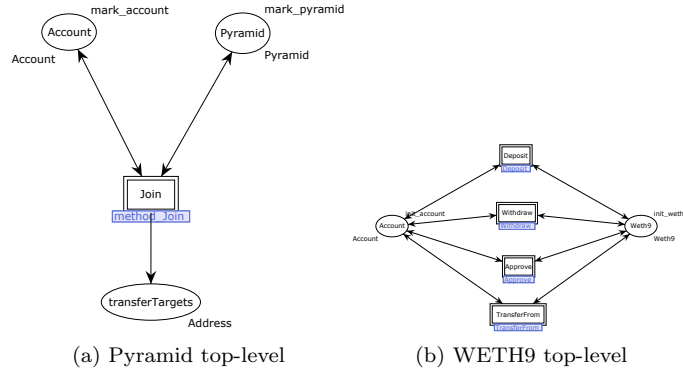 mark_account
mark_pyramid
Account
Pyramid
Account
Pyramid
Join
method_Join
transferTargets
Address
(a) Pyramid top-level
Deposit
Deposit
init_account
init_weth
Withdraw
Withdraw
Account
Weth9
Account
Weth9
Approve
Approve
TransferFrom
TransferFrom
(b) WETH9 top-level